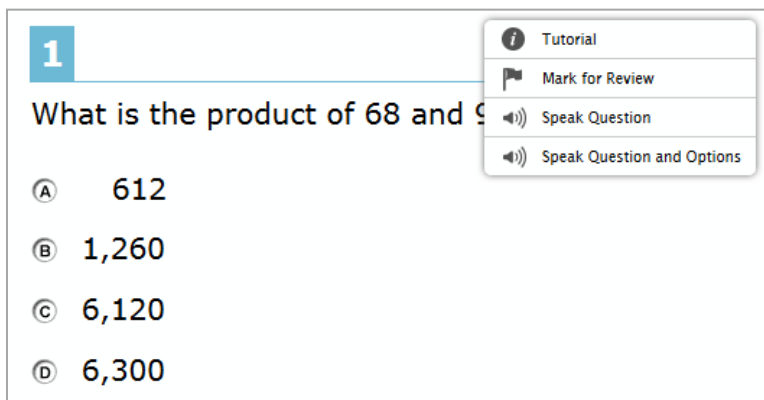 1
What is the product of 68 and
A 612
B 1,260
C 6,120
D 6,300
Tutorial
Mark for Review
Speak Question
Speak Question and Options